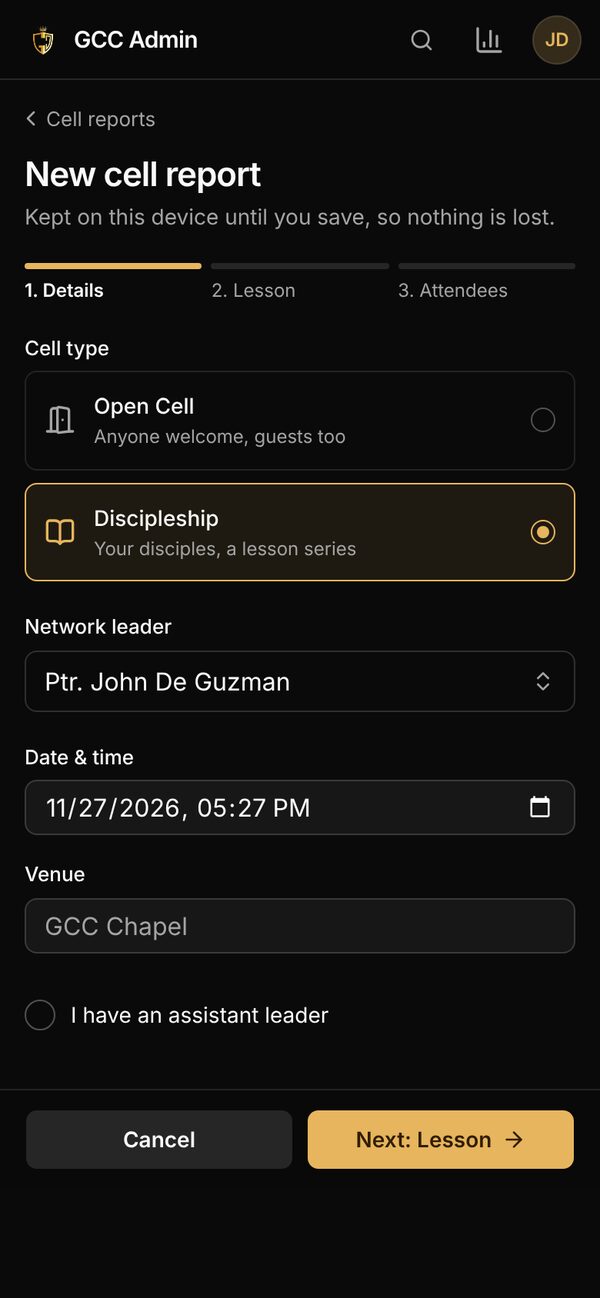 GCC Admin
JD
Cell reports
New cell report
Kept on this device until you save, so nothing is lost.
1. Details
2. Lesson
3. Attendees
Cell type
Open Cell
Anyone welcome, guests too
Discipleship
Your disciples, a lesson series
Network leader
Ptr. John De Guzman
Date & time
11/27/2026, 05:27 PM
Venue
GCC Chapel
I have an assistant leader
Cancel
Next: Lesson